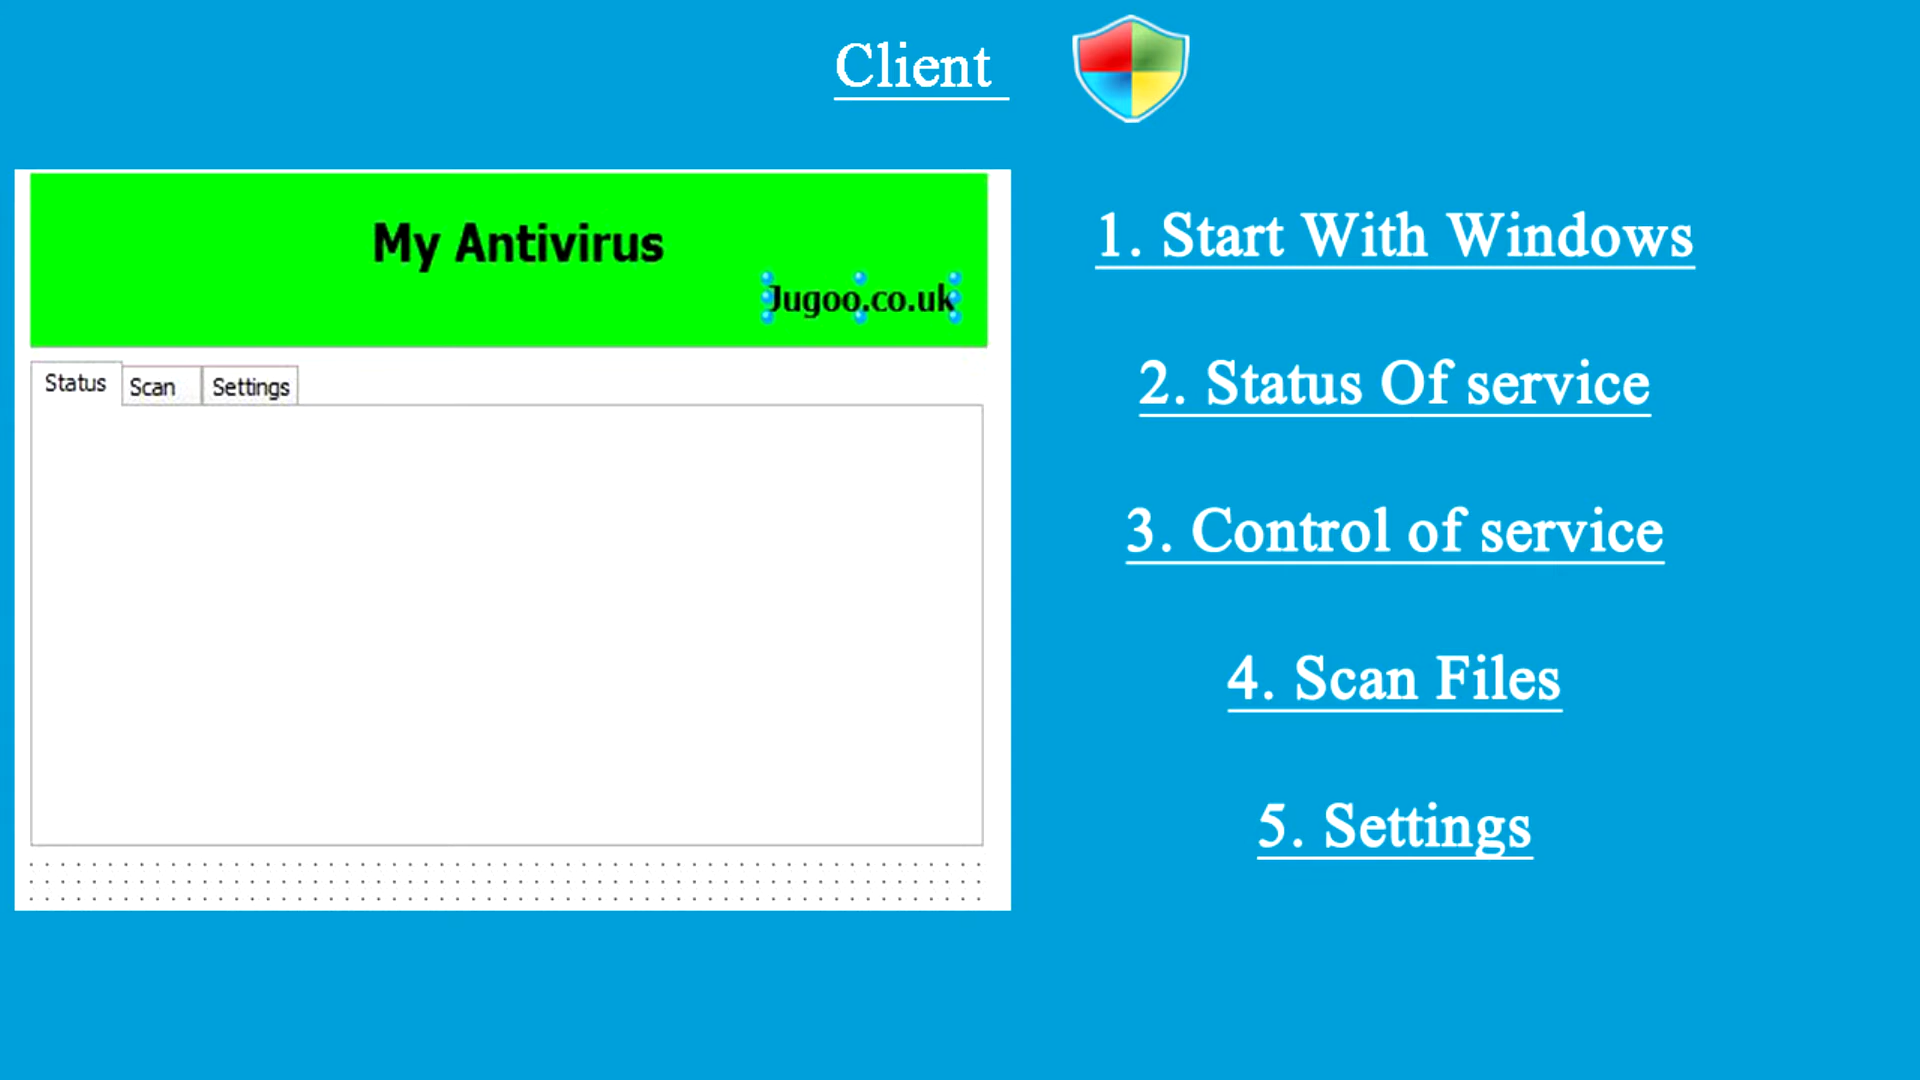 Client
My Antivirus
Jugoo.co.uk
Status
Scan
Settings
1. Start With Windows
2. Status Of service
3. Control of service
4. Scan Files
5. Settings